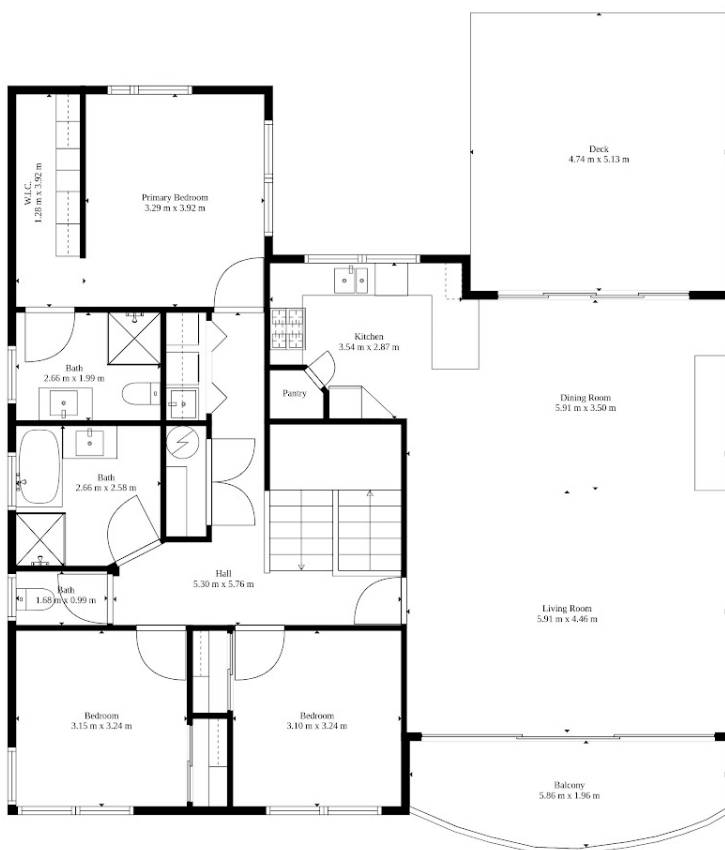 Deck
4.74 m x 5.13 m
W.I.C.
1.28 m x 3.92 m
Primary Bedroom
3.29 m x 3.92 m
Kitchen
3.54 m x 2.87 m
Bath
2.66 m x 1.99 m
Pantry
Dining Room
5.91 m x 3.50 m
Bath
2.66 m x 2.58 m
Hall
5.30 m x 5.76 m
Bath
1.68 m x 0.99 m
Living Room
5.91 m x 4.46 m
Bedroom
3.15 m x 3.24 m
Bedroom
3.10 m x 3.24 m
Balcony
5.86 m x 1.96 m